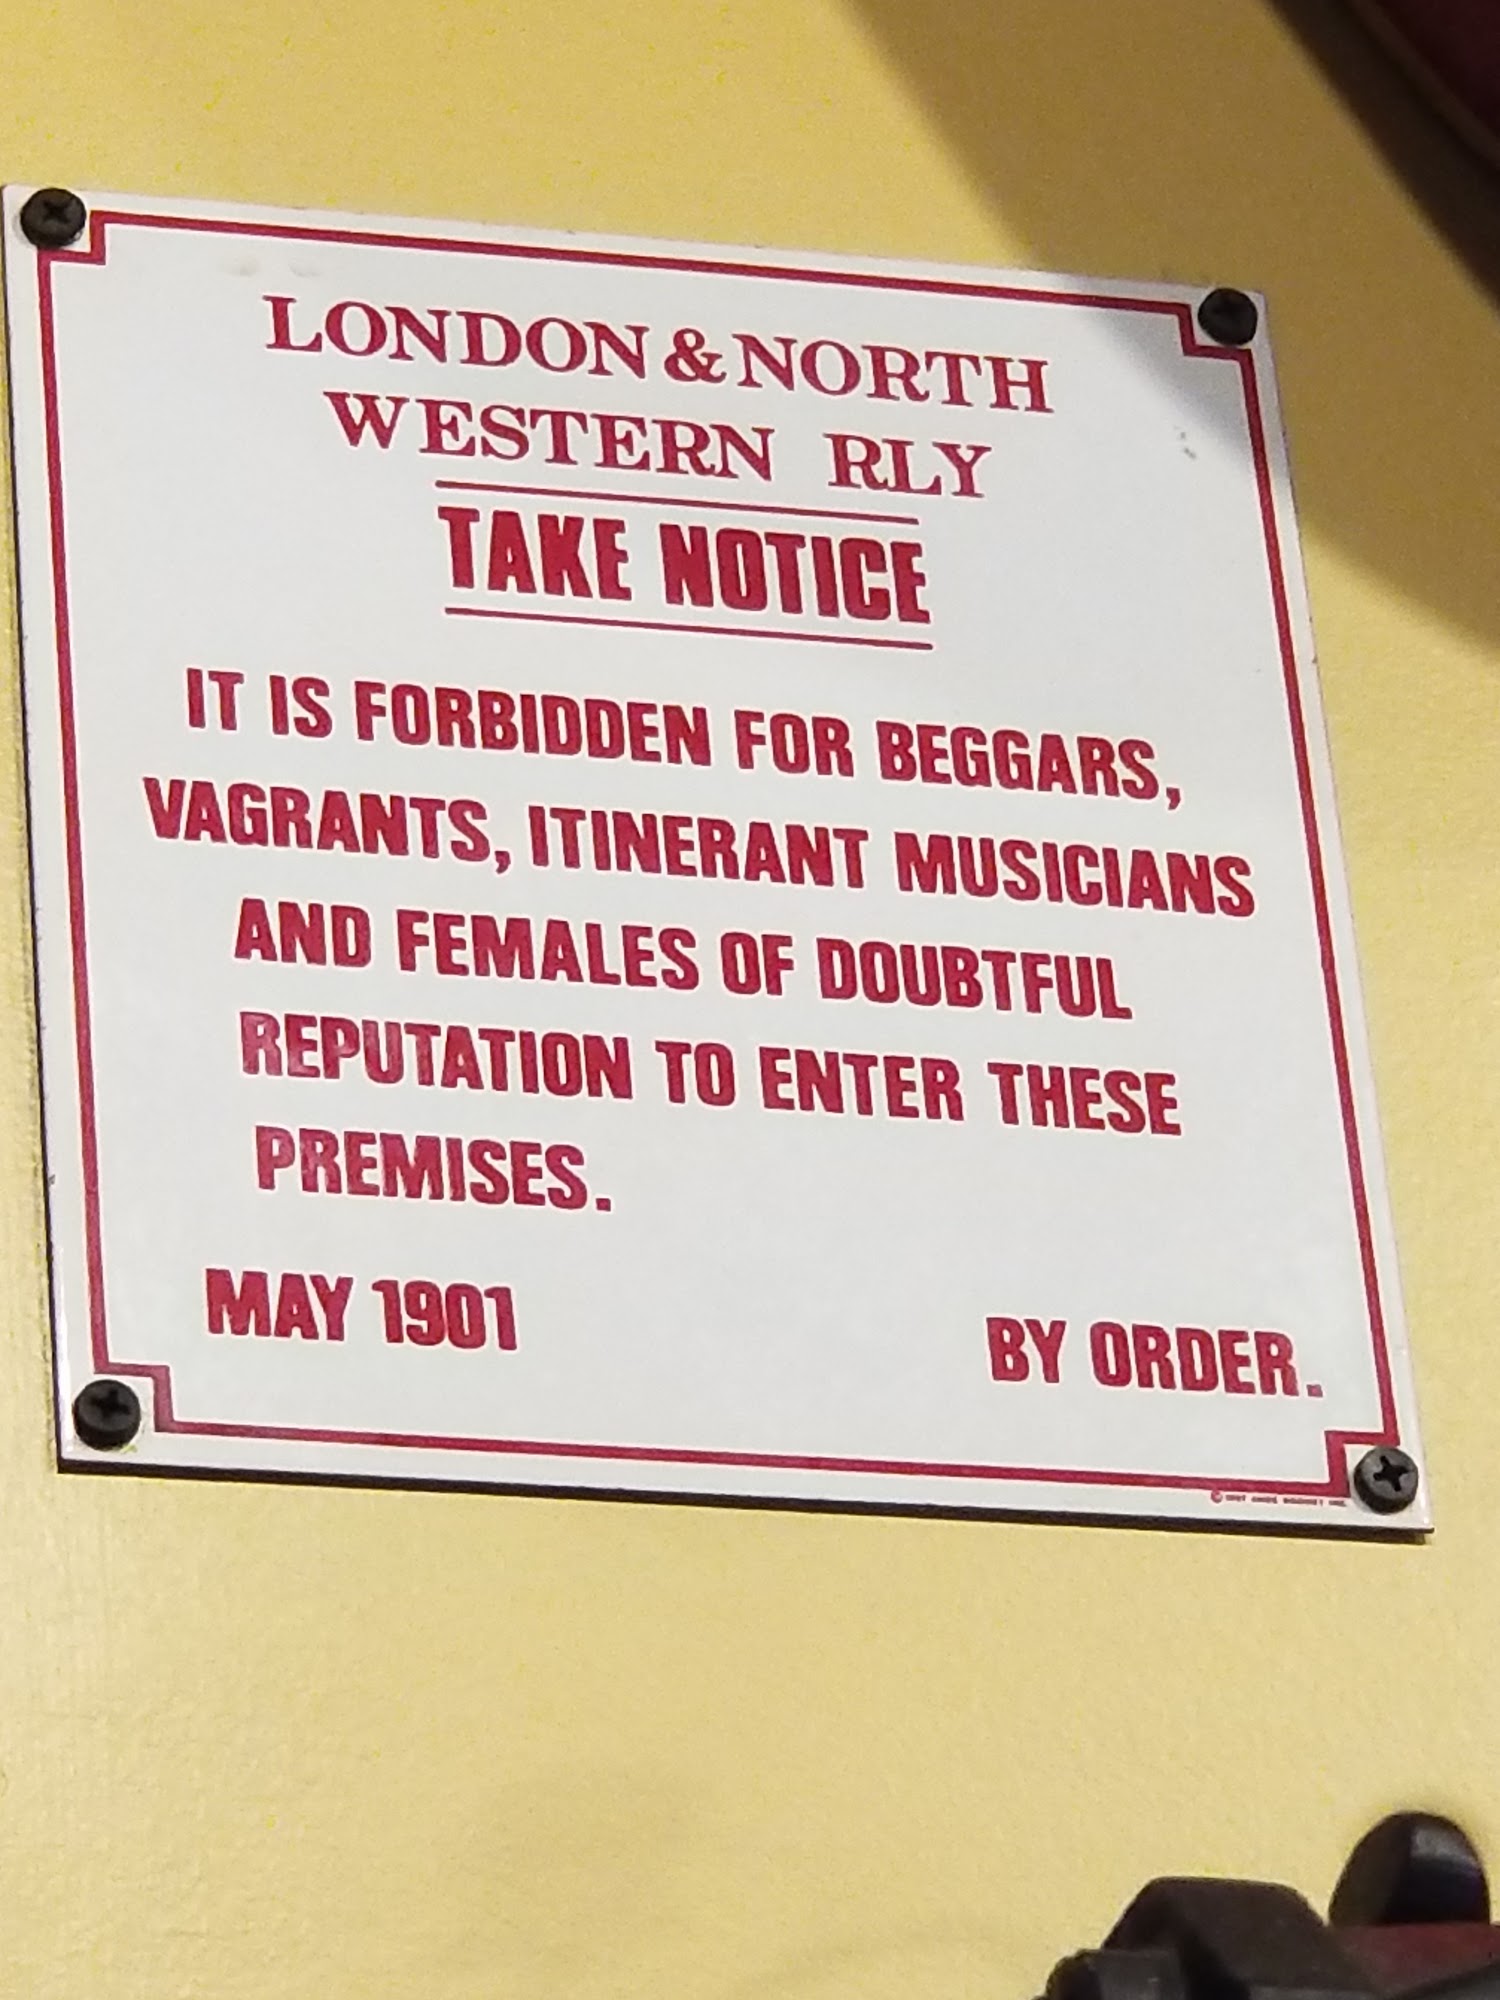 LONDON & NORTH
WESTERN RLY
TAKE NOTICE
IT IS FORBIDDEN FOR BEGGARS,
VAGRANTS, ITINERANT MUSICIANS
AND FEMALES OF DOUBTFUL
REPUTATION TO ENTER THESE
PREMISES.
MAY 1901 BY ORDER.